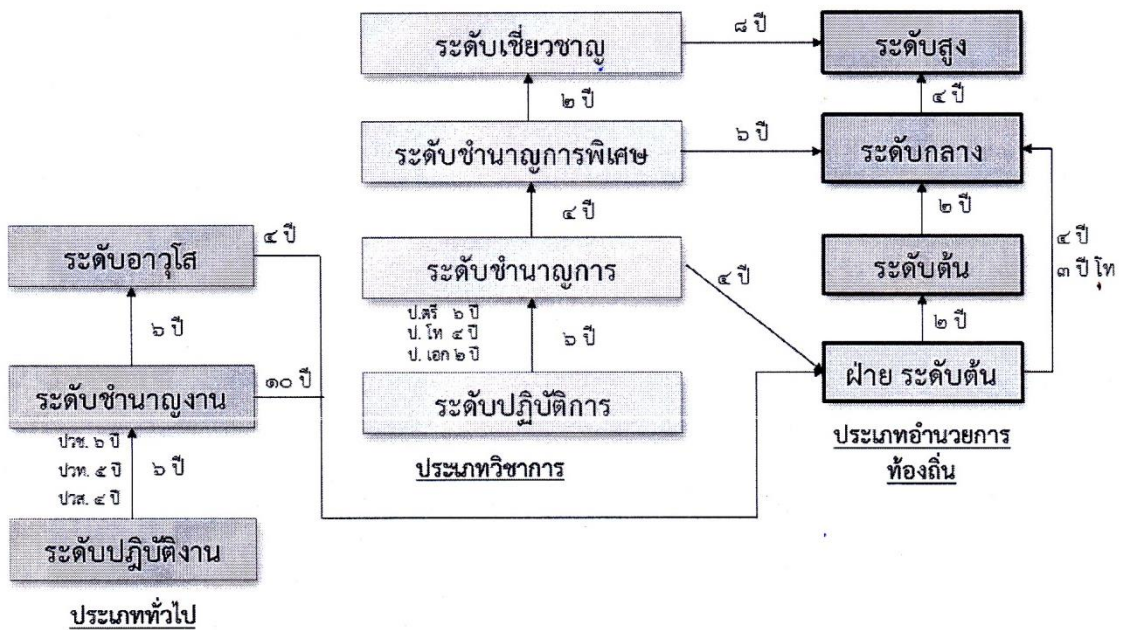 ระดับเชี่ยวชาญ
๘ ปี
ระดับสูง
๒ ปี
๔ ปี
ระดับชำนาญการพิเศษ
๖ ปี
ระดับกลาง
๔ ปี
๒ ปี
ระดับอาวุโส
๔ ปี
ระดับชำนาญการ
๔ ปี
ระดับต้น
๔ ปี
๓ ปี โท
๖ ปี
ป.ตรี ๖ ปี
ป. โท ๔ ปี
ป. เอก ๒ ปี
๖ ปี
๒ ปี
ระดับชำนาญงาน
๑๐ ปี
ระดับปฏิบัติการ
ฝ่าย ระดับต้น
ปวช. ๖ ปี
ปวท. ๕ ปี
ปวส. ๔ ปี
๖ ปี
ประเภทวิชาการ
ประเภทอำนวยการ
ท้องถิ่น
ระดับปฏิบัติงาน
ประเภททั่วไป